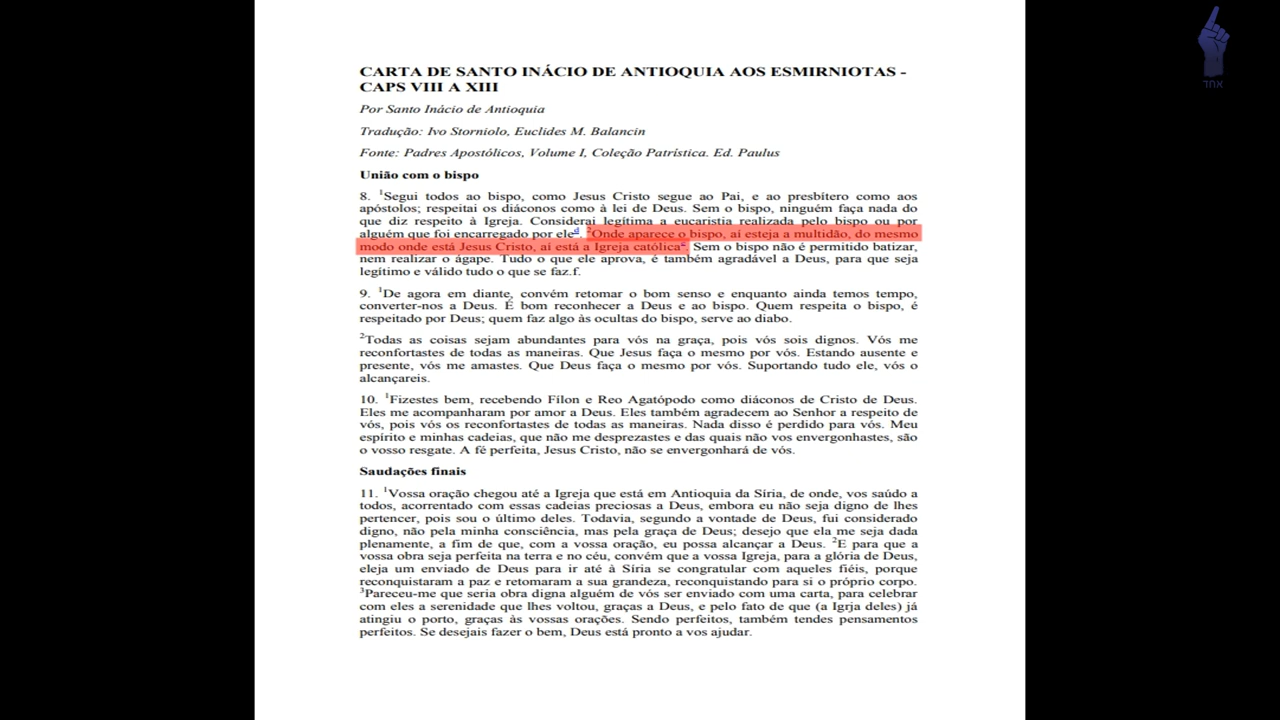 CARTA DE SANTO INÁCIO DE ANTIOQUIA AOS ESMIRNIOTAS -
CAPS VIII A XIII
Por Santo Inácio de Antioquia
Tradução: Ivo Storniolo, Euclides M. Balancin
Fonte: Padres Apostólicos, Volume I, Coleção Patrística. Ed. Paulus
União com o bispo
8. ¹Segui todos ao bispo, como Jesus Cristo segue ao Pai, e ao presbítero como aos
apóstolos; respeitai os diáconos como à lei de Deus. Sem o bispo, ninguém faça nada do
que diz respeito à Igreja. Considerai legítima a eucaristia realizada pelo bispo ou por
alguém que foi encarregado por eleᵈ. ²Onde aparece o bispo, aí esteja a multidão, do mesmo
modo onde está Jesus Cristo, aí está a Igreja católicaᵉ. Sem o bispo não é permitido batizar,
nem realizar o ágape. Tudo o que ele aprova, é também agradável a Deus, para que seja
legítimo e válido tudo o que se faz.f.
9. ¹De agora em diante, convém retomar o bom senso e enquanto ainda temos tempo,
converter-nos a Deus. É bom reconhecer a Deus e ao bispo. Quem respeita o bispo, é
respeitado por Deus; quem faz algo às ocultas do bispo, serve ao diabo.
²Todas as coisas sejam abundantes para vós na graça, pois vós sois dignos. Vós me
reconfortastes de todas as maneiras. Que Jesus faça o mesmo por vós. Estando ausente e
presente, vós me amastes. Que Deus faça o mesmo por vós. Suportando tudo ele, vós o
alcançareis.
10. ¹Fizestes bem, recebendo Fílon e Reo Agatópodo como diáconos de Cristo de Deus.
Eles me acompanharam por amor a Deus. Eles também agradecem ao Senhor a respeito de
vós, pois vós os reconfortastes de todas as maneiras. Nada disso é perdido para vós. Meu
espírito e minhas cadeias, que não me desprezastes e das quais não vos envergonhastes, são
o vosso resgate. A fé perfeita, Jesus Cristo, não se envergonhará de vós.
Saudações finais
11. ¹Vossa oração chegou até a Igreja que está em Antioquia da Síria, de onde, vos saúdo a
todos, acorrentado com essas cadeias preciosas a Deus, embora eu não seja digno de lhes
pertencer, pois sou o último deles. Todavia, segundo a vontade de Deus, fui considerado
digno, não pela minha consciência, mas pela graça de Deus; desejo que ela me seja dada
plenamente, a fim de que, com a vossa oração, eu possa alcançar a Deus. ²E para que a
vossa obra seja perfeita na terra e no céu, convém que a vossa Igreja, para a glória de Deus,
eleja um enviado de Deus para ir até à Síria se congratular com aqueles fiéis, porque
reconquistaram a paz e retomaram a sua grandeza, reconquistando para si o próprio corpo.
³Pareceu-me que seria obra digna alguém de vós ser enviado com uma carta, para celebrar
com eles a serenidade que lhes voltou, graças a Deus, e pelo fato de que (a Igrja deles) já
atingiu o porto, graças às vossas orações. Sendo perfeitos, também tendes pensamentos
perfeitos. Se desejais fazer o bem, Deus está pronto a vos ajudar.
אחד